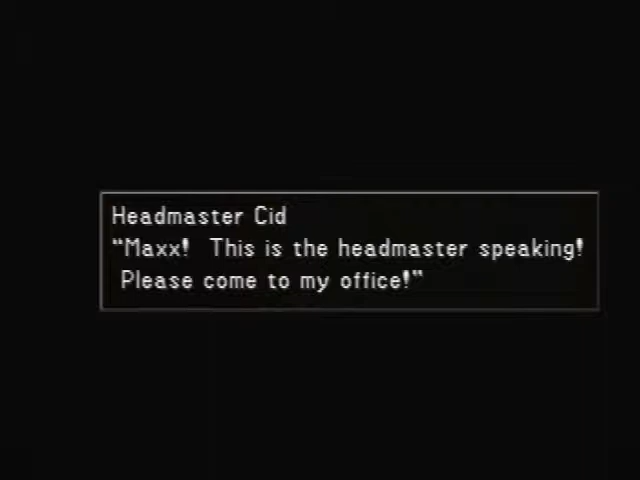 Headmaster Cid
“Maxx!  This is the headmaster speaking!
Please come to my office!”